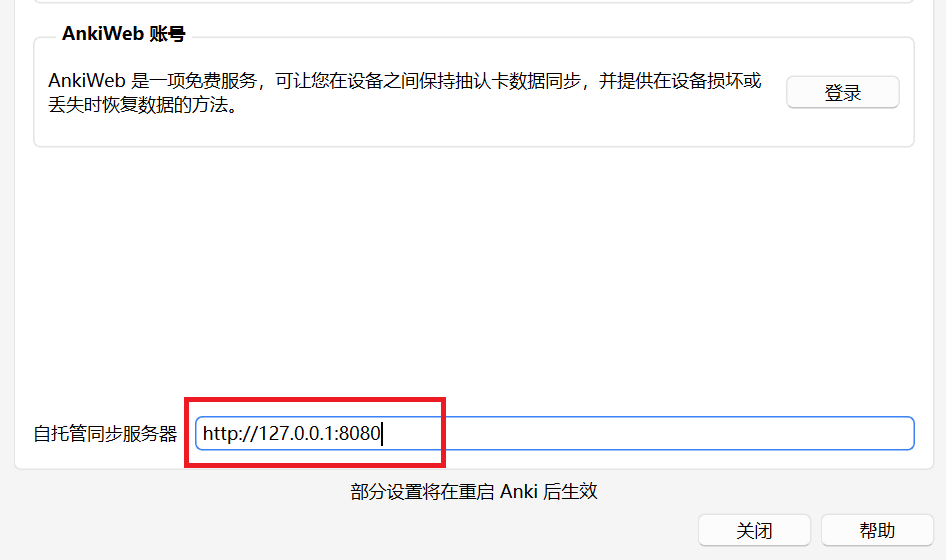 AnkiWeb 账号
AnkiWeb 是一项免费服务，可让您在设备之间保持抽认卡数据同步，并提供在设备损坏或
丢失时恢复数据的方法。
登录
自托管同步服务器
http://127.0.0.1:8080
部分设置将在重启 Anki 后生效
关闭
帮助